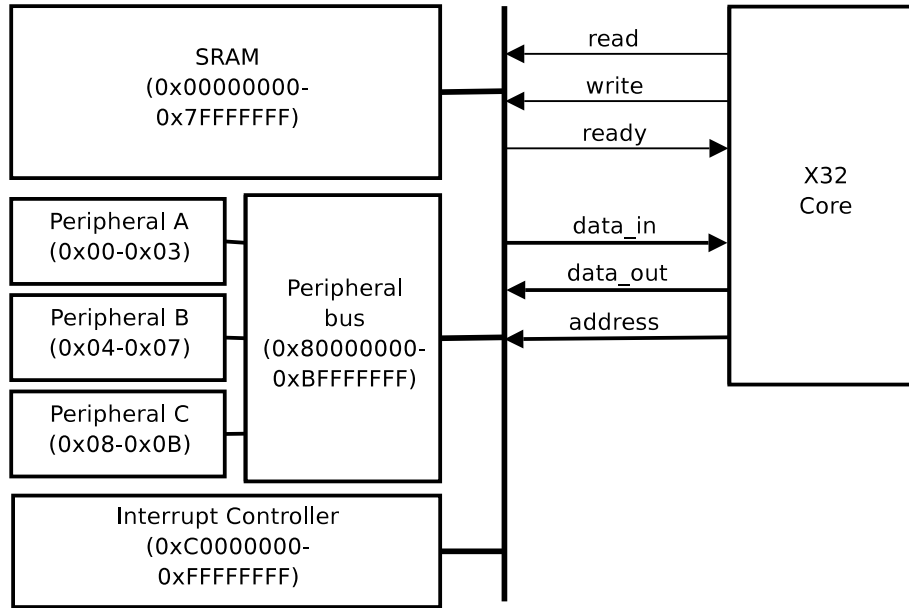 SRAM
(0x00000000-
0x7FFFFFFF)
Peripheral A
(0x00-0x03)
Peripheral B
(0x04-0x07)
Peripheral C
(0x08-0x0B)
Peripheral
bus
(0x80000000-
0xBFFFFFFF)
Interrupt Controller
(0xC0000000-
0xFFFFFFFF)
read
write
ready
data_in
data_out
address
X32
Core